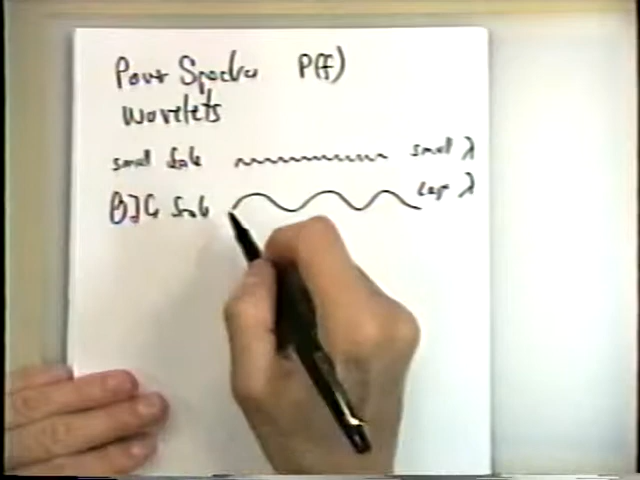 Power Spectra P(f)
Wavelets
small Scale small λ
BIG Scale large λ